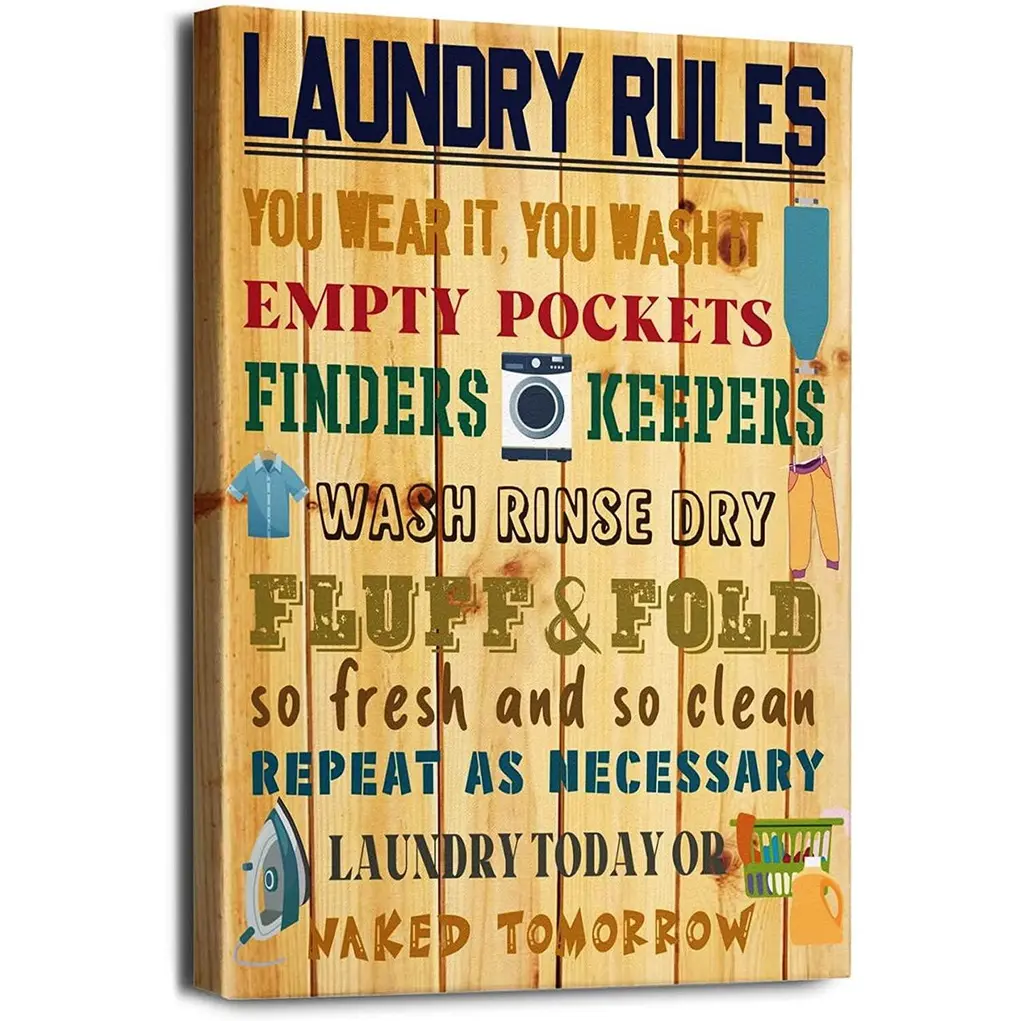 LAUNDRY RULES
YOU WEAR IT, YOU WASH IT
EMPTY POCKETS
FINDERS KEEPERS
WASH RINSE DRY
FLUFF & FOLD
so fresh and so clean
REPEAT AS NECESSARY
LAUNDRY TODAY OR
NAKED TOMORROW